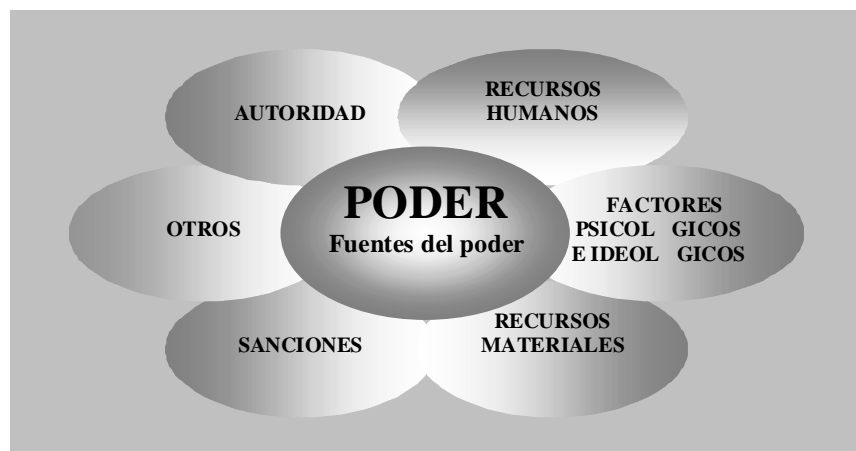 AUTORIDAD
RECURSOS
HUMANOS
PODER
Fuentes del poder
OTROS
FACTORES
PSICOL GICOS
E IDEOL GICOS
SANCIONES
RECURSOS
MATERIALES